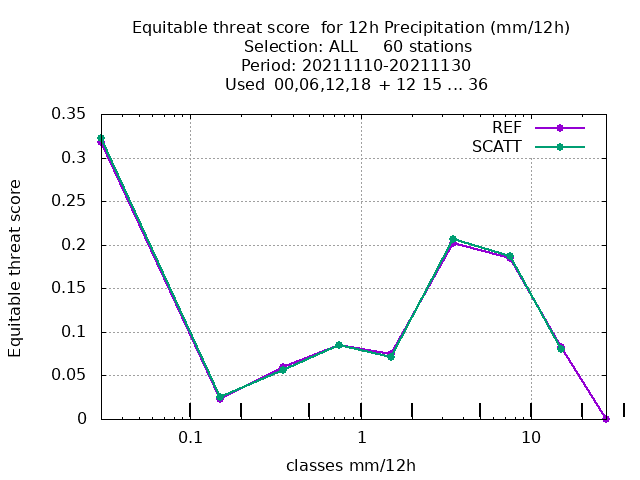 Equitable threat score  for 12h Precipitation (mm/12h)
Selection: ALL     60 stations
Period: 20211110-20211130
Used  00,06,12,18  + 12 15 ... 36
REF
SCATT
0.35
0.3
0.25
0.2
0.15
0.1
0.05
0
Equitable threat score
0.1
1
10
classes mm/12h